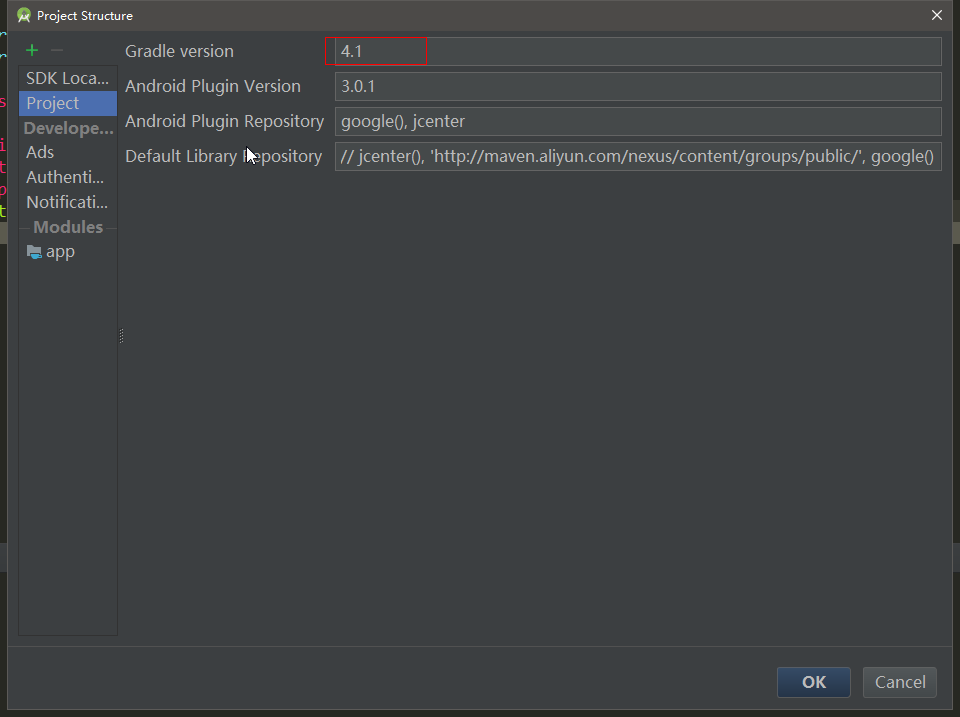 Project Structure
Gradle version
4.1
SDK Loca...
Android Plugin Version
3.0.1
Project
Android Plugin Repository
google(), jcenter
Develope...
Default Library Repository
// jcenter(), 'http://maven.aliyun.com/nexus/content/groups/public/', google()
Ads
Authenti...
Notificati...
Modules
app
OK
Cancel